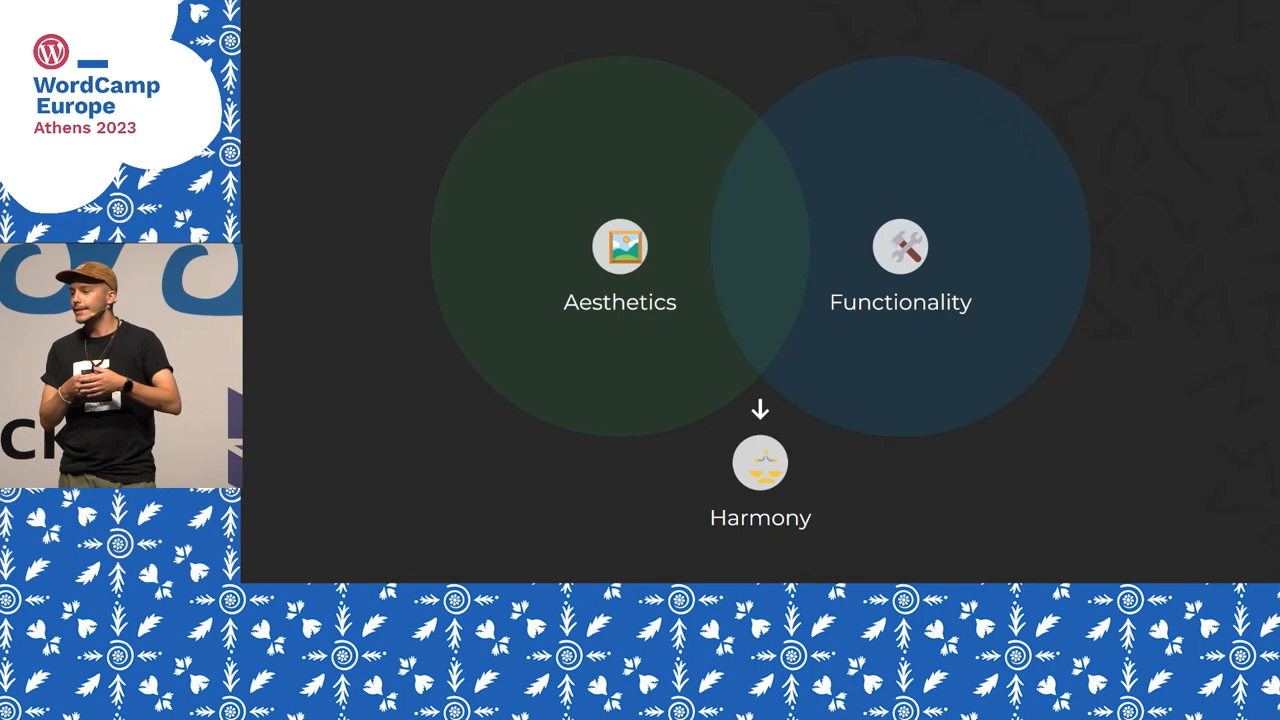 WordCamp
Europe
Athens 2023
Aesthetics
Functionality
Harmony